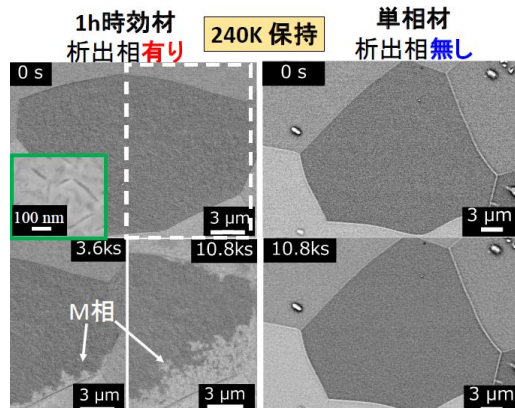 1h時効材
析出相有り
240K 保持
単相材
析出相無し
0 s
100 nm
3 μm
0 s
3 μm
3.6ks
10.8ks
M相
3 μm
3 μm
10.8ks
3 μm